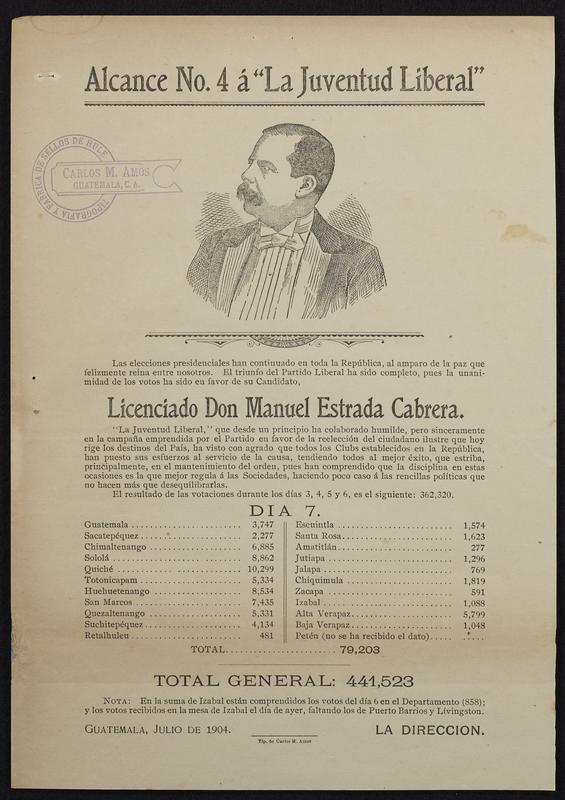 Alcance No. 4 á "La Juventud Liberal"
TIPOGRAFIA Y FABRICA DE SELLOS DE HULE
CARLOS M. AMOS
GUATEMALA, C. A.
Las elecciones presidenciales han continuado en toda la República, al amparo de la paz que
felizmente reina entre nosotros. El triunfo del Partido Liberal ha sido completo, pues la unani-
midad de los votos ha sido en favor de su Candidato,
Licenciado Don Manuel Estrada Cabrera.
"La Juventud Liberal," que desde un principio ha colaborado humilde, pero sinceramente
en la campaña emprendida por el Partido en favor de la reelección del ciudadano ilustre que hoy
rige los destinos del País, ha visto con agrado que todos los Clubs establecidos en la República,
han puesto sus esfuerzos al servicio de la causa, tendiendo todos al mejor éxito, que estriba,
principalmente, en el mantenimiento del orden, pues han comprendido que la disciplina en estas
ocasiones es la que mejor regula á las Sociedades, haciendo poco caso á las rencillas políticas que
no hacen más que desequilibrarlas.
El resultado de las votaciones durante los días 3, 4, 5 y 6, es el siguiente: 362,320.
DIA 7.
Guatemala ........................ 3,747
Sacatepéquez ........................ 2,277
Chimaltenango ........................ 6,885
Sololá ........................ 8,862
Quiché ........................ 10,299
Totonicapam ........................ 5,334
Huehuetenango ........................ 8,534
San Marcos ........................ 7,435
Quezaltenango ........................ 5,331
Suchitepéquez ........................ 4,134
Retalhuleu ........................ 481
Escuintla ........................ 1,574
Santa Rosa ........................ 1,623
Amatitlán ........................ 277
Jutiapa ........................ 1,296
Jalapa ........................ 769
Chiquimula ........................ 1,819
Zacapa ........................ 591
Izabal ........................ 1,088
Alta Verapaz ........................ 5,799
Baja Verapaz ........................ 1,048
Petén (no se ha recibido el dato) ..... .....
TOTAL ........................ 79,203
TOTAL GENERAL: 441,523
NOTA: En la suma de Izabal están comprendidos los votos del día 6 en el Departamento (858);
y los votos recibidos en la mesa de Izabal el día de ayer, faltando los de Puerto Barrios y Lívingston.
GUATEMALA, JULIO DE 1904.
LA DIRECCION.
Tip. de Carlos M. Amos